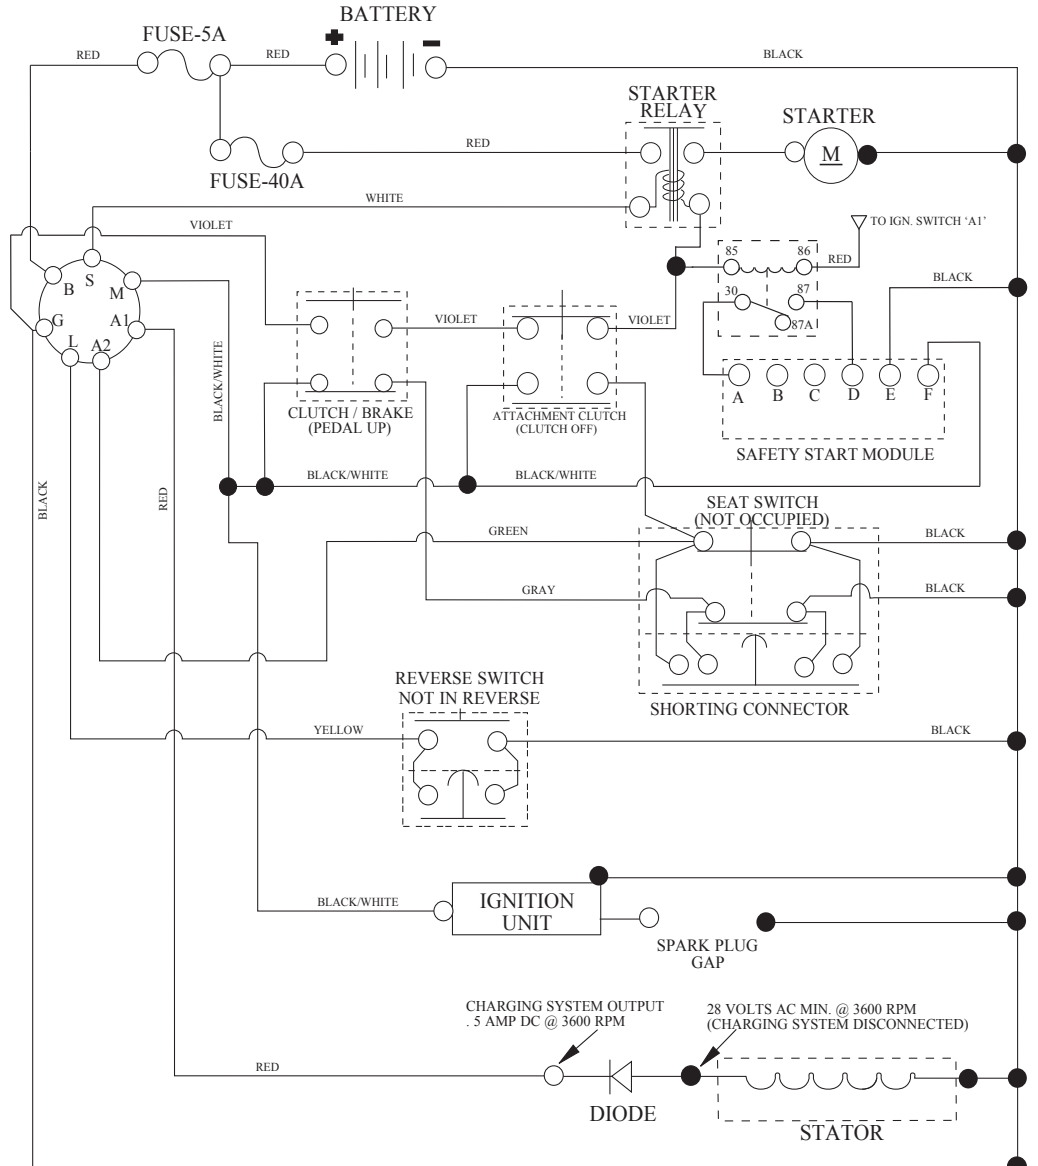 BATTERY
FUSE-5A
RED
RED
BLACK
STARTER
RELAY
STARTER
M
RED
FUSE-40A
WHITE
VIOLET
TO IGN. SWITCH ‘A1’
85
86
RED
BLACK
30
87
87A
B
S
M
G
A1
L
A2
VIOLET
VIOLET
BLACK/WHITE
CLUTCH / BRAKE
(PEDAL UP)
ATTACHMENT CLUTCH
(CLUTCH OFF)
A
B
C
D
E
F
SAFETY START MODULE
BLACK
RED
BLACK/WHITE
BLACK/WHITE
SEAT SWITCH
(NOT OCCUPIED)
GREEN
BLACK
GRAY
BLACK
REVERSE SWITCH
NOT IN REVERSE
SHORTING CONNECTOR
YELLOW
BLACK
BLACK/WHITE
IGNITION
UNIT
SPARK PLUG
GAP
CHARGING SYSTEM OUTPUT
. 5 AMP DC @ 3600 RPM
28 VOLTS AC MIN. @ 3600 RPM
(CHARGING SYSTEM DISCONNECTED)
RED
DIODE
STATOR